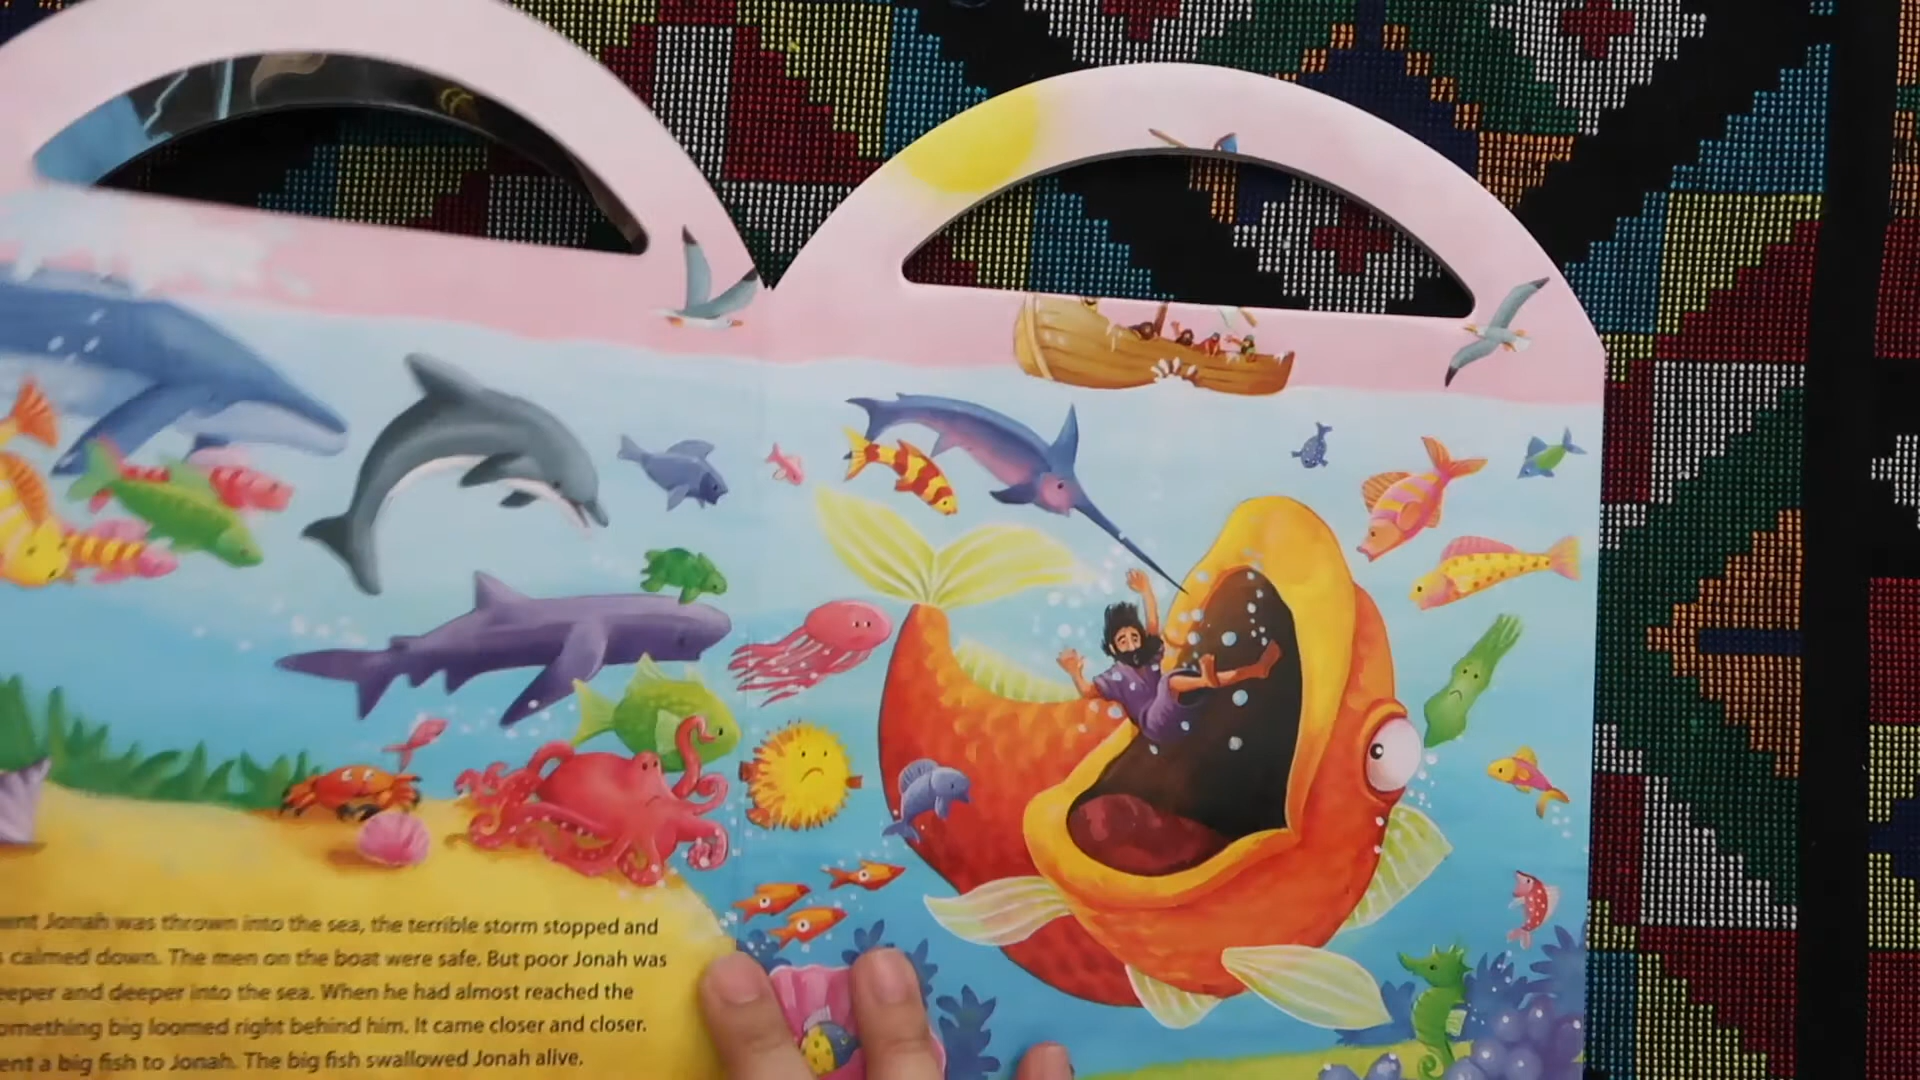 Jonah was thrown into the sea, the terrible storm stopped and
calmed down. The men on the boat were safe. But poor Jonah was
and deeper into the sea. When he had almost reached the
big loomed right behind him. It came closer and closer.
a big fish to Jonah. The big fish swallowed Jonah alive.